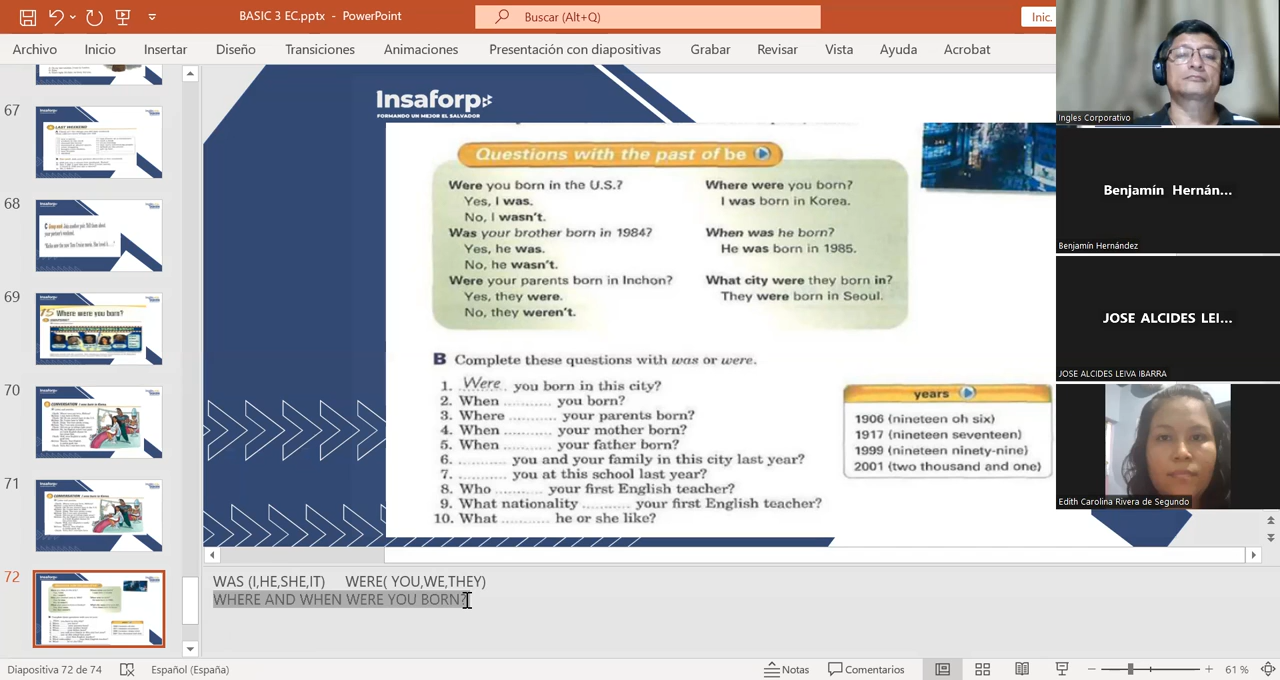 BASIC 3 EC.pptx - PowerPoint
Buscar (Alt+Q)
Inic.
Archivo Inicio Insertar Diseño Transiciones Animaciones Presentación con diapositivas Grabar Revisar Vista Ayuda Acrobat
67
LAST WEEKEND
68
69
15 Where were you born?
70
71
72
Insaforp
FORMANDO UN MEJOR EL SALVADOR
Questions with the past of be
Were you born in the U.S.?
Yes, I was.
No, I wasn't.
Was your brother born in 1984?
Yes, he was.
No, he wasn't.
Were your parents born in Inchon?
Yes, they were.
No, they weren't.
Where were you born?
I was born in Korea.
When was he born?
He was born in 1985.
What city were they born in?
They were born in Seoul.
B Complete these questions with was or were.
1. Were you born in this city?
2. When .......... you born?
3. Where .......... your parents born?
4. When .......... your mother born?
5. When .......... your father born?
6. .......... you and your family in this city last year?
7. .......... you at this school last year?
8. Who .......... your first English teacher?
9. What nationality .......... your first English teacher?
10. What .......... he or she like?
years
1906 (nineteen oh six)
1917 (nineteen seventeen)
1999 (nineteen ninety-nine)
2001 (two thousand and one)
WAS (I,HE,SHE,IT) WERE( YOU,WE,THEY)
WHERE AND WHEN WERE YOU BORN?
Ingles Corporativo
Benjamín Hernán...
Benjamín Hernández
JOSE ALCIDES LEI...
JOSE ALCIDES LEIVA IBARRA
Edith Carolina Rivera de Segundo
Diapositiva 72 de 74
Español (España)
Notas
Comentarios
61 %